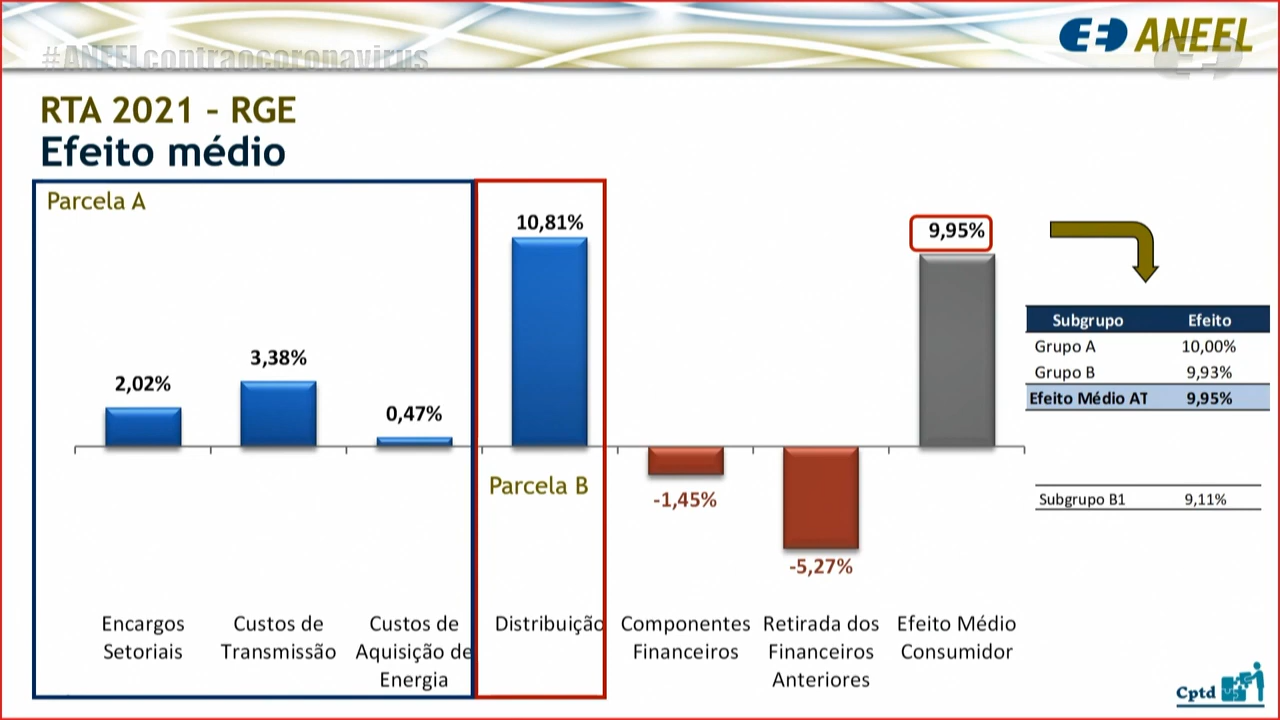 #ANEELcontraocoronavirus
ANEEL
RTA 2021 – RGE
Efeito médio
Parcela A
2,02%
3,38%
0,47%
10,81%
Parcela B
-1,45%
-5,27%
9,95%
Encargos
Setoriais
Custos de
Transmissão
Custos de
Aquisição de
Energia
Distribuição
Componentes
Financeiros
Retirada dos
Financeiros
Anteriores
Efeito Médio
Consumidor
Subgrupo Efeito
Grupo A 10,00%
Grupo B 9,93%
Efeito Médio AT 9,95%
Subgrupo B1 9,11%
Cptd